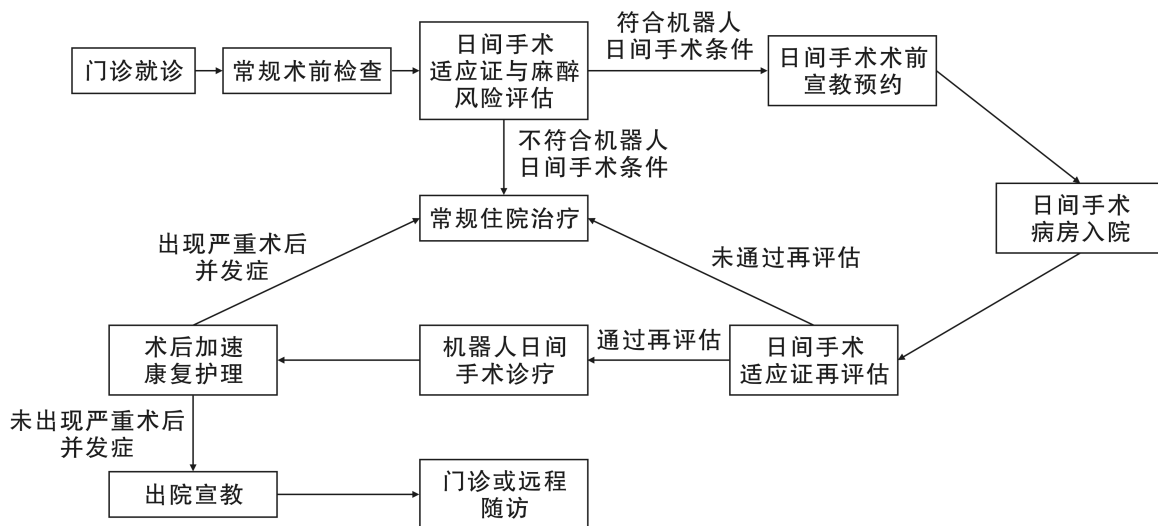 门诊就诊
常规术前检查
日间手术
适应证与麻醉
风险评估
符合机器人
日间手术条件
日间手术术前
宣教预约
不符合机器人
日间手术条件
常规住院治疗
日间手术
病房入院
出现严重术后
并发症
未通过再评估
术后加速
康复护理
机器人日间
手术诊疗
通过再评估
日间手术
适应证再评估
未出现严重术后
并发症
出院宣教
门诊或远程
随访